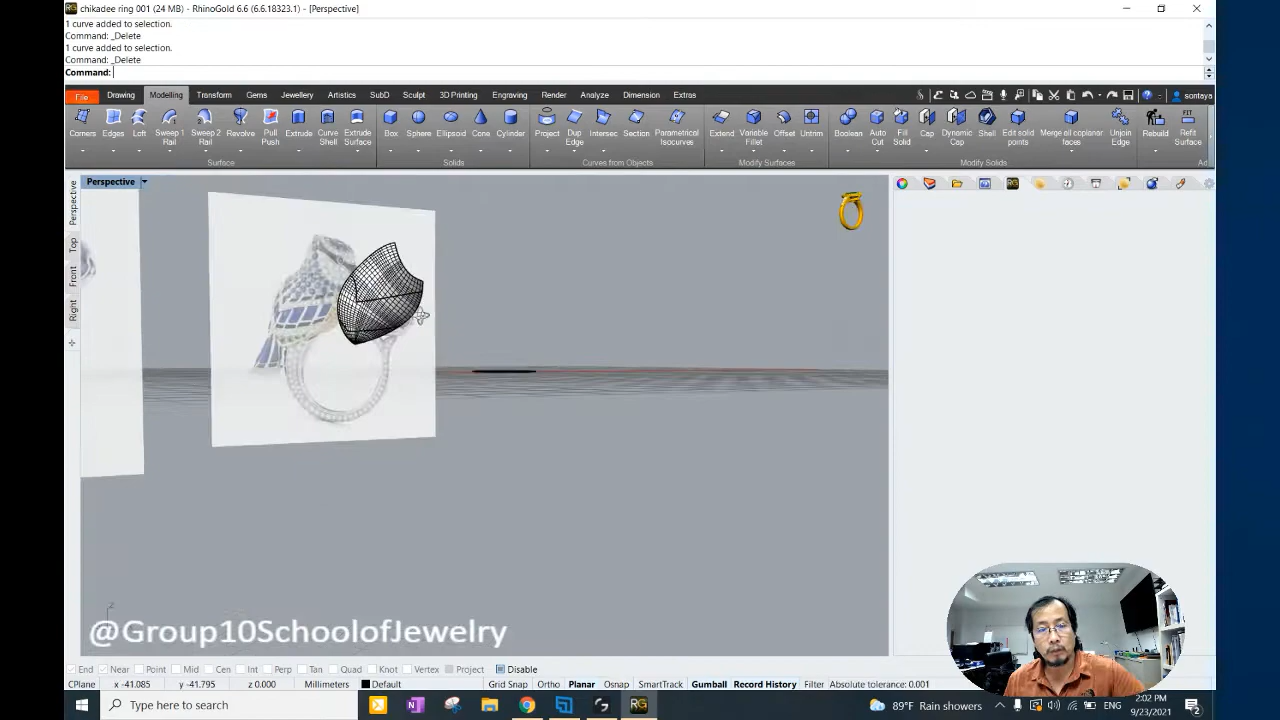 chikadee ring 001 (24 MB) - RhinoGold 6.6 (6.6.18323.1) - [Perspective]
1 curve added to selection.
Command: _Delete
1 curve added to selection.
Command: _Delete
Command:
File Drawing Modelling Transform Gems Jewellery Artistics SubD Sculpt 3D Printing Engraving Render Analyze Dimension Extras sontaya
Corners Edges Loft Sweep 1 Rail Sweep 2 Rail Revolve Pull Push Extrude Curve Shell Extrude Surface Box Sphere Ellipsoid Cone Cylinder Project Dup Edge Intersec Section Parametrical Isocurves Extend Variable Fillet Offset Untrim Boolean Auto Cut Fill Solid Cap Dynamic Cap Shell Edit solid points Merge all coplanar faces Unjoin Edge Rebuild Refit Surface
Surface Solids Curves from Objects Modify Surfaces Modify Solids
Perspective
Perspective
Top
Front
Right
z
@Group10SchoolofJewelry
End Near Point Mid Cen Int Perp Tan Quad Knot Vertex Project Disable
CPlane x -41.085 y -41.795 z 0.000 Millimeters Default Grid Snap Ortho Planar Osnap SmartTrack Gumball Record History Filter Absolute tolerance: 0.001
Type here to search
89°F Rain showers
ENG
2:02 PM
9/23/2021
2